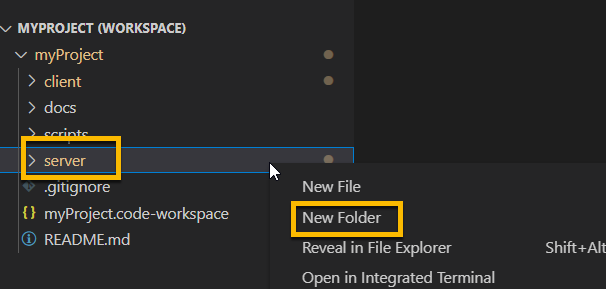 MYPROJECT (WORKSPACE)
myProject
client
docs
scripts
server
.gitignore
{} myProject.code-workspace
README.md
New File
New Folder
Reveal in File Explorer Shift+Alt
Open in Integrated Terminal